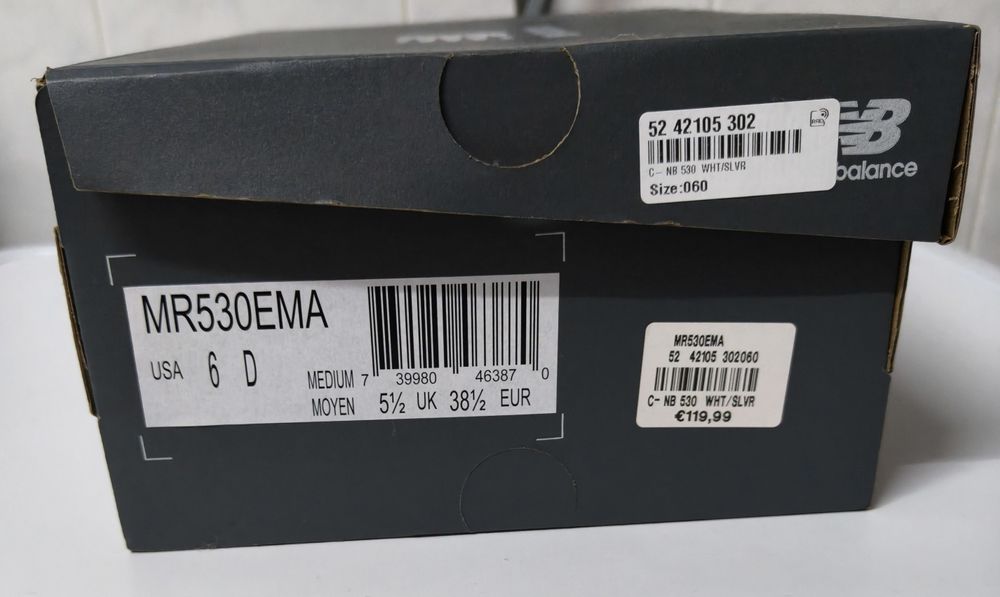 52 42105 302
C- NB 530 WHT/SLVR
Size:060
NB
balance
MR530EMA
USA 6 D
MEDIUM 7 39980 46387 0
MOYEN 5½ UK 38½ EUR
MR530EMA
52 42105 302060
C- NB 530 WHT/SLVR
€119,99